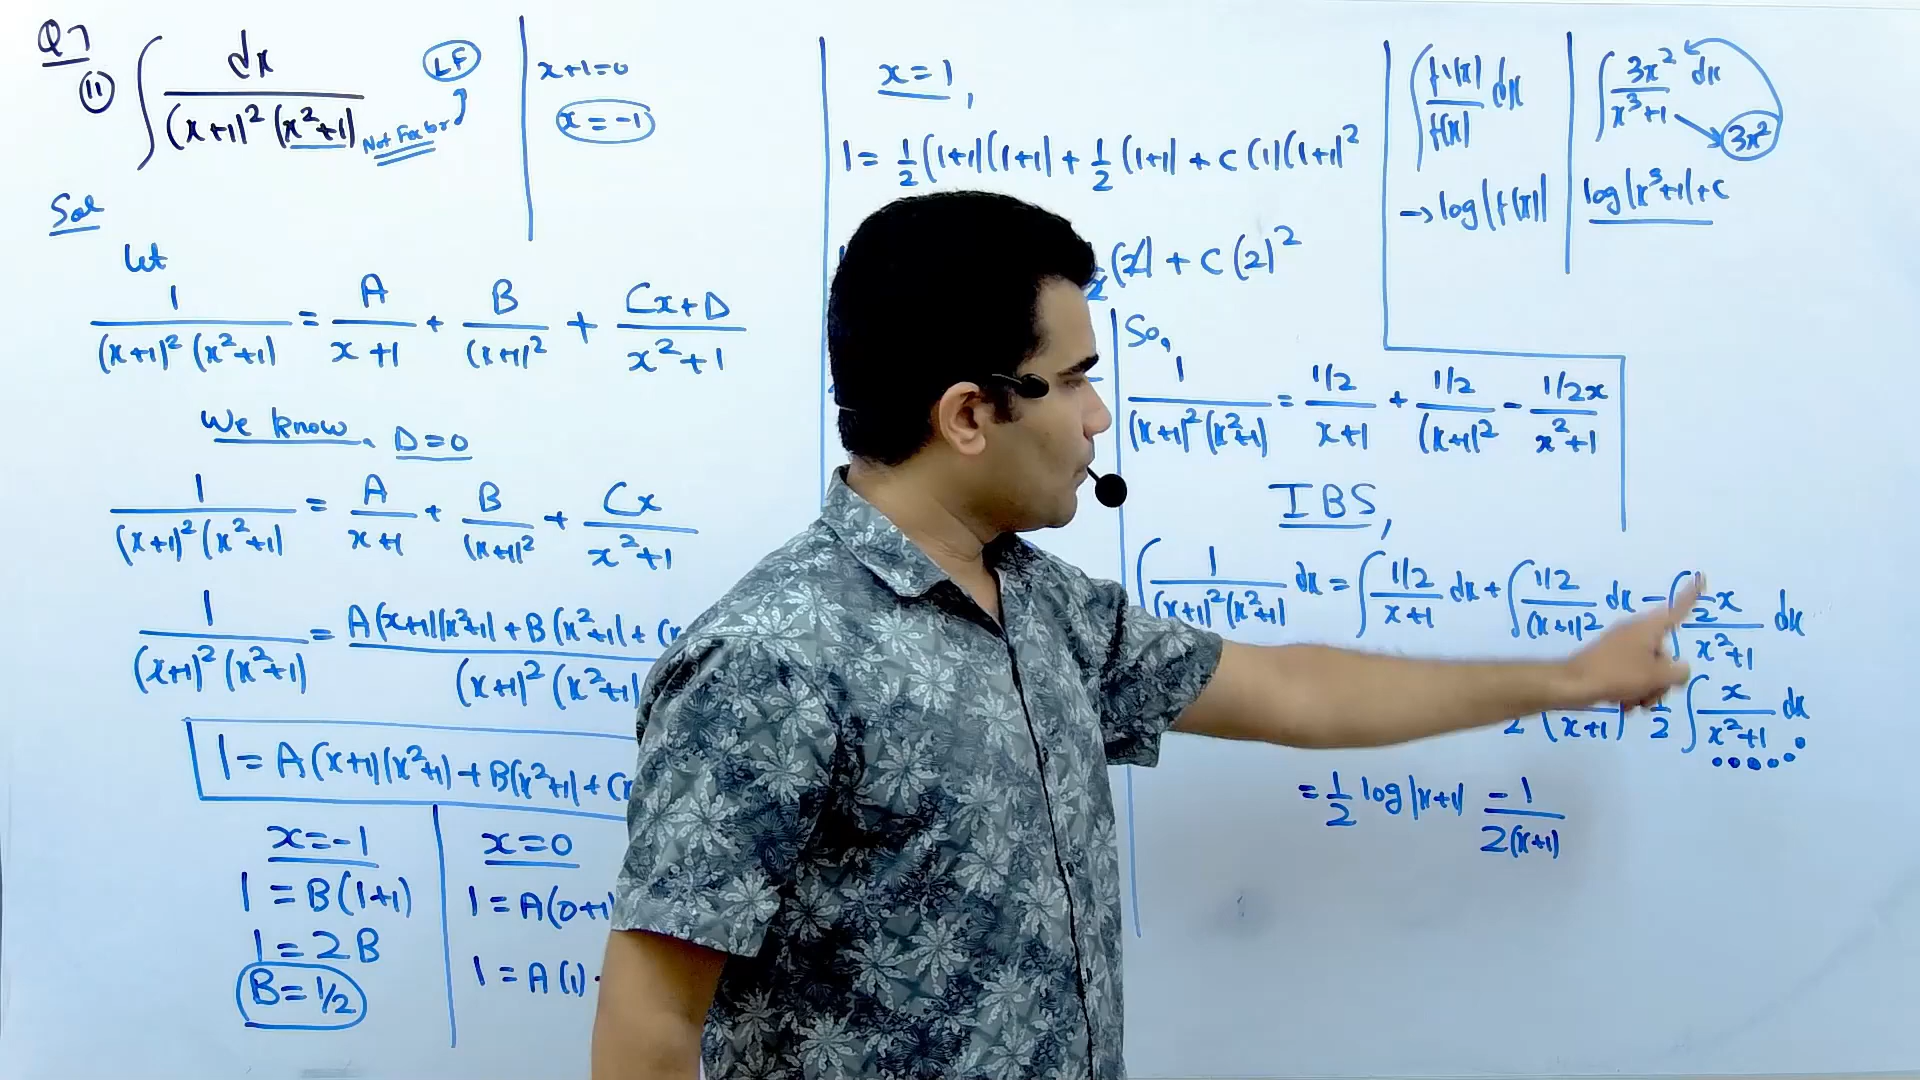 Q7
(ii) ∫ dx / (x+1)² (x²+1)
Not Factor
LF
x+1=0
x = -1
Sol
let
1 / (x+1)² (x²+1) = A / x+1 + B / (x+1)² + Cx+D / x²+1
We know, D=0
1 / (x+1)² (x²+1) = A / x+1 + B / (x+1)² + Cx / x²+1
1 / (x+1)² (x²+1) = A(x+1)(x²+1) + B(x²+1) + Cx / (x+1)² (x²+1)
1 = A(x+1)(x²+1) + B(x²+1) + Cx
x=-1
1 = B(1+1)
1 = 2B
B = 1/2
x=0
1 = A(0+1)
1 = A(1)
x=1,
1 = 1/2 (1+1)(1+1) + 1/2 (1+1) + C(1)(1+1)²
(2) + C(2)²
So,
1 / (x+1)² (x²+1) = 1/2 / x+1 + 1/2 / (x+1)² - 1/2x / x²+1
IBS,
∫ 1 / (x+1)²(x²+1) dx = ∫ 1/2 / x+1 dx + ∫ 1/2 / (x+1)² dx - ∫ 1/2 x / x²+1 dx
2 (x+1) 1/2 ∫ x / x²+1 dx
= 1/2 log|x+1| -1 / 2(x+1)
∫ f'(x) / f(x) dx
→ log|f(x)|
∫ 3x² / x³+1 dx
3x²
log|x³+1|+c